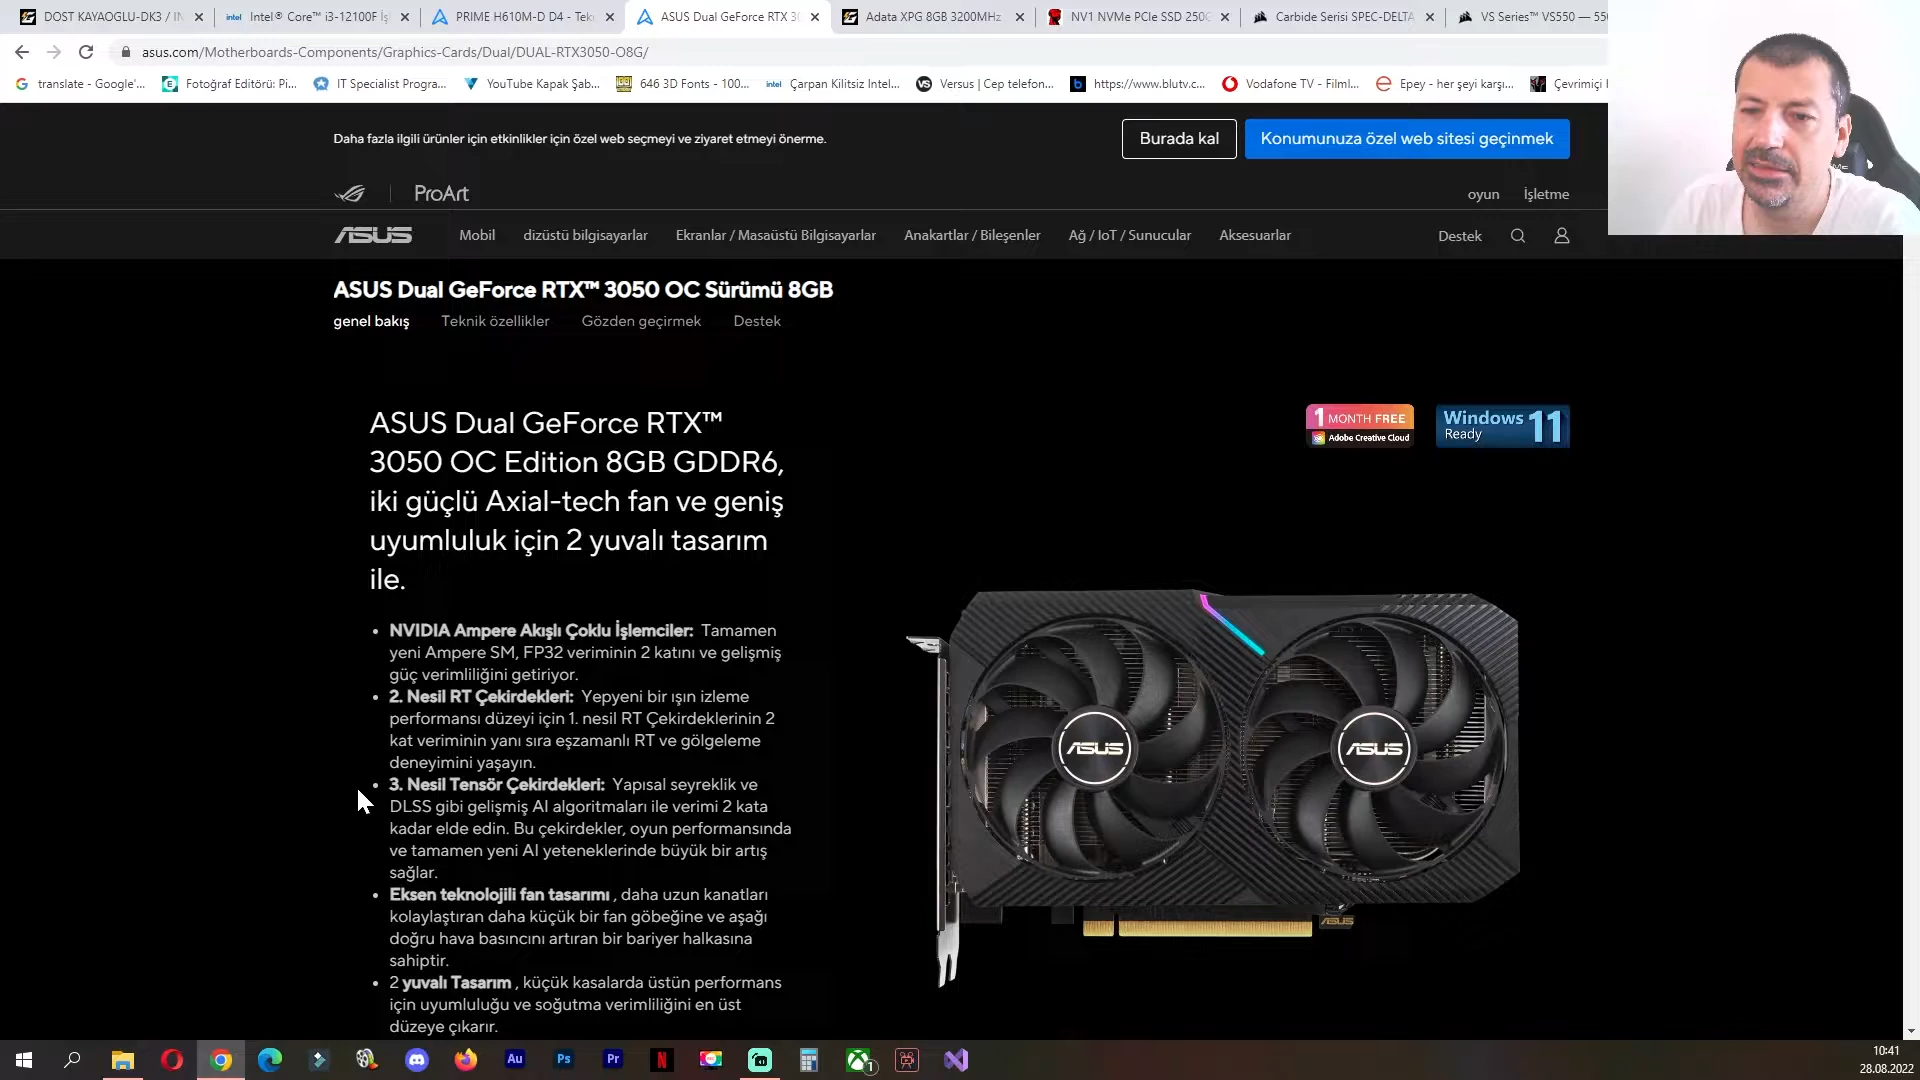 DOST KAYAOGLU-DK3 / IN
Intel® Core™ i3-12100F İş
PRIME H610M-D D4 - Tek
ASUS Dual GeForce RTX 30
Adata XPG 8GB 3200MHz
NV1 NVMe PCIe SSD 250G
Carbide Serisi SPEC-DELTA
VS Series™ VS550 — 550
asus.com/Motherboards-Components/Graphics-Cards/Dual/DUAL-RTX3050-O8G/
translate - Google'...
Fotoğraf Editörü: Pi...
IT Specialist Progra...
YouTube Kapak Şab...
646 3D Fonts - 100...
intel Çarpan Kilitsiz Intel...
Versus | Cep telefon...
https://www.blutv.c...
Vodafone TV - Filml...
Epey - her şeyi karşı...
Çevrimiçi
Daha fazla ilgili ürünler için etkinlikler için özel web seçmeyi ve ziyaret etmeyi önerme.
Burada kal
Konumunuza özel web sitesi geçinmek
ProArt
oyun
İşletme
ASUS
Mobil
dizüstü bilgisayarlar
Ekranlar / Masaüstü Bilgisayarlar
Anakartlar / Bileşenler
Ağ / IoT / Sunucular
Aksesuarlar
Destek
ASUS Dual GeForce RTX™ 3050 OC Sürümü 8GB
genel bakış
Teknik özellikler
Gözden geçirmek
Destek
ASUS Dual GeForce RTX™
3050 OC Edition 8GB GDDR6,
iki güçlü Axial-tech fan ve geniş
uyumluluk için 2 yuvalı tasarım
ile.
1 MONTH FREE
Adobe Creative Cloud
Windows 11
Ready
• NVIDIA Ampere Akışlı Çoklu İşlemciler: Tamamen
yeni Ampere SM, FP32 veriminin 2 katını ve gelişmiş
güç verimliliğini getiriyor.
• 2. Nesil RT Çekirdekleri: Yepyeni bir ışın izleme
performansı düzeyi için 1. nesil RT Çekirdeklerinin 2
kat veriminin yanı sıra eşzamanlı RT ve gölgeleme
deneyimini yaşayın.
• 3. Nesil Tensör Çekirdekleri: Yapısal seyreklik ve
DLSS gibi gelişmiş AI algoritmaları ile verimi 2 kata
kadar elde edin. Bu çekirdekler, oyun performansında
ve tamamen yeni AI yeteneklerinde büyük bir artış
sağlar.
• Eksen teknolojili fan tasarımı , daha uzun kanatları
kolaylaştıran daha küçük bir fan göbeğine ve aşağı
doğru hava basıncını artıran bir bariyer halkasına
sahiptir.
• 2 yuvalı Tasarım , küçük kasalarda üstün performans
için uyumluluğu ve soğutma verimliliğini en üst
düzeye çıkarır.
ASUS
ASUS
ASUS
Au
Ps
Pr
N
1
10:41
28.08.2022